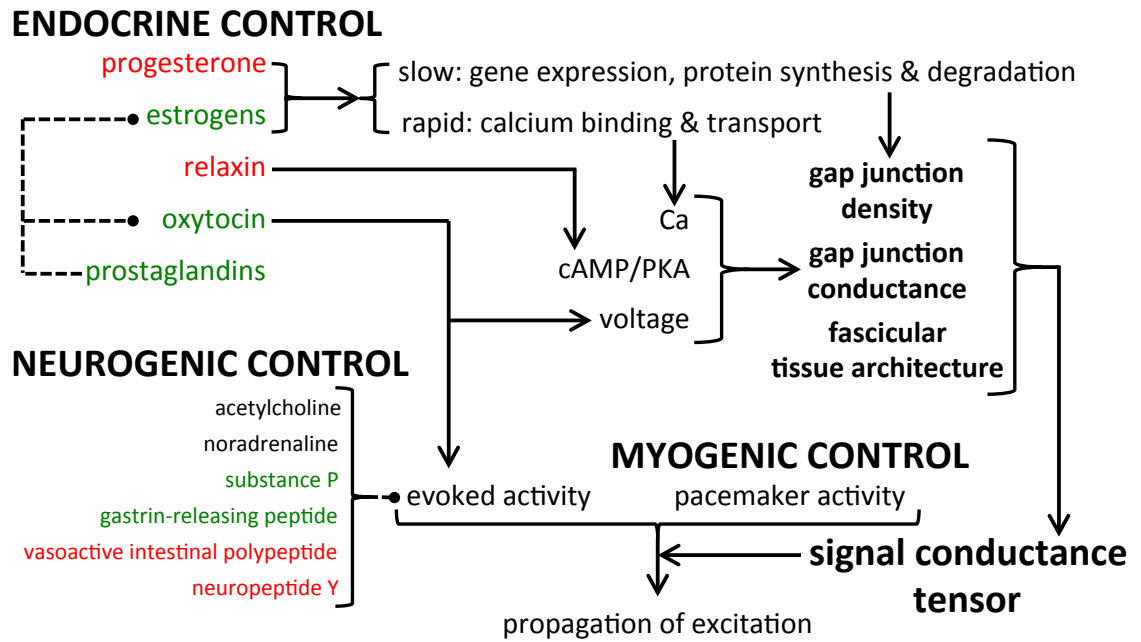 ENDOCRINE CONTROL
progesterone
estrogens
relaxin
oxytocin
prostaglandins
slow: gene expression, protein synthesis & degradation
rapid: calcium binding & transport
Ca
cAMP/PKA
voltage
gap junction
density
gap junction
conductance
fascicular
tissue architecture
NEUROGENIC CONTROL
acetylcholine
noradrenaline
substance P
gastrin-releasing peptide
vasoactive intestinal polypeptide
neuropeptide Y
MYOGENIC CONTROL
evoked activity
pacemaker activity
signal conductance
tensor
propagation of excitation